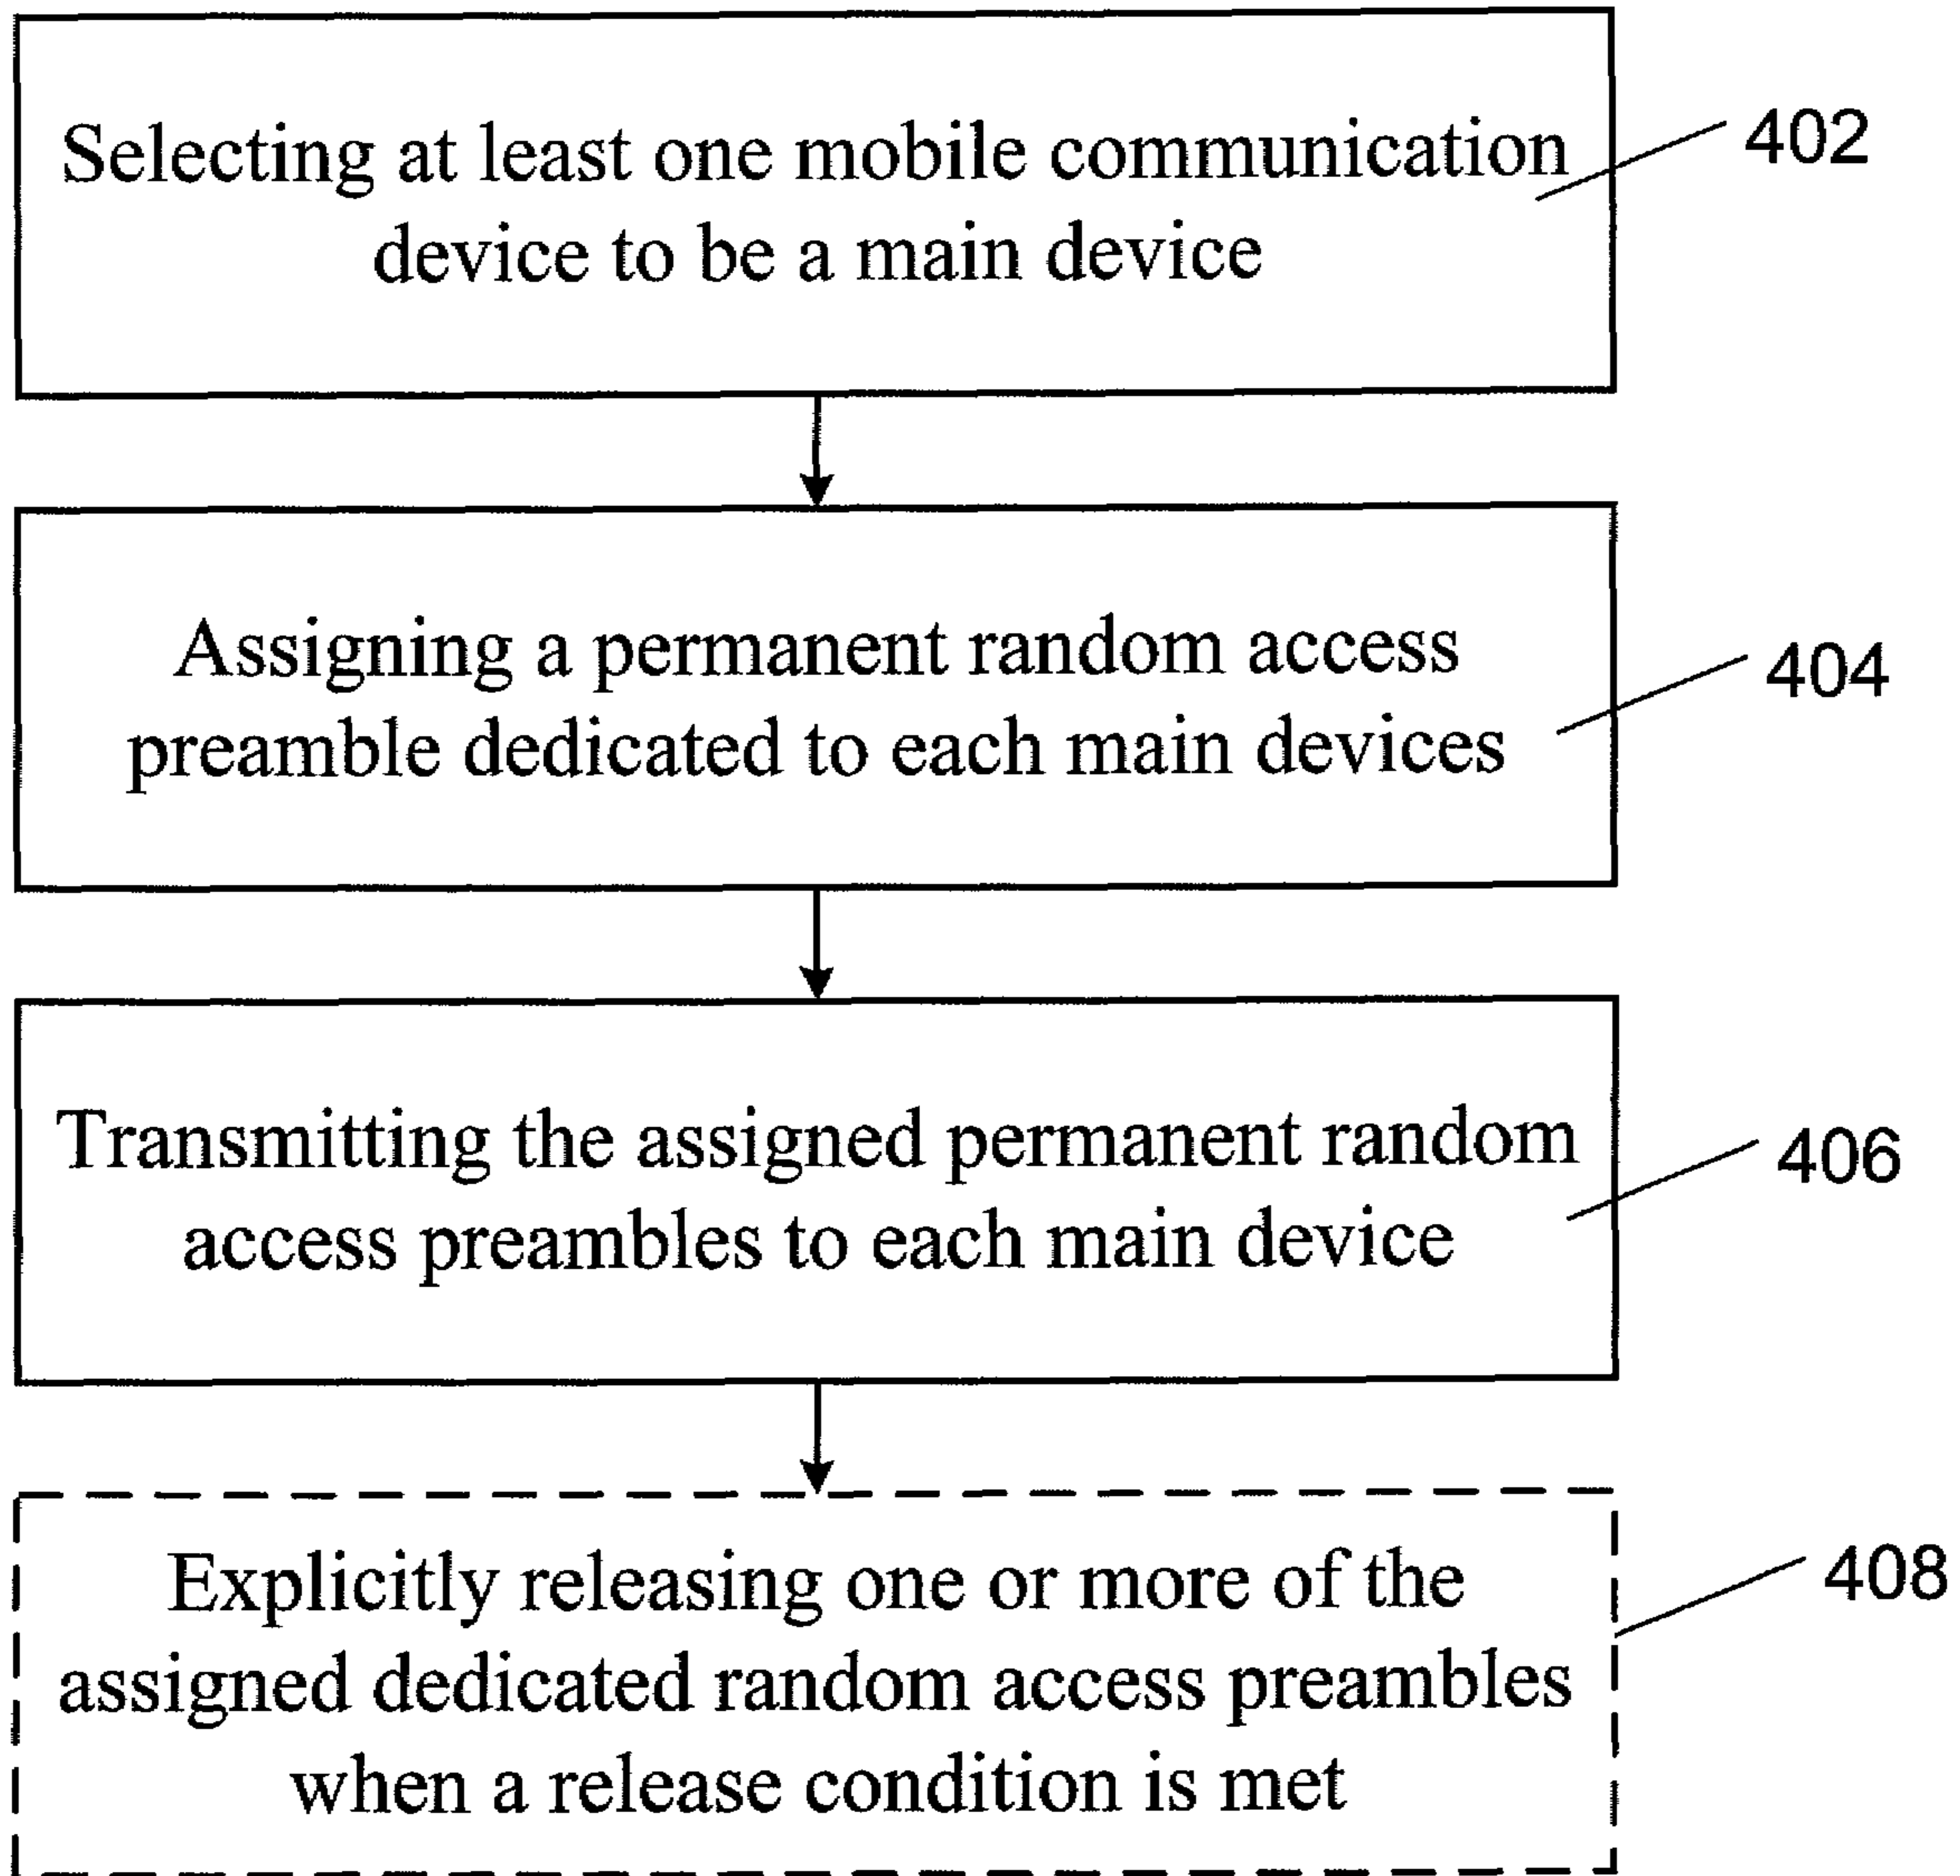 Selecting at least one mobile communication
device to be a main device
402
Assigning a permanent random access
preamble dedicated to each main devices
404
Transmitting the assigned permanent random
access preambles to each main device
406
Explicitly releasing one or more of the
assigned dedicated random access preambles
when a release condition is met
408